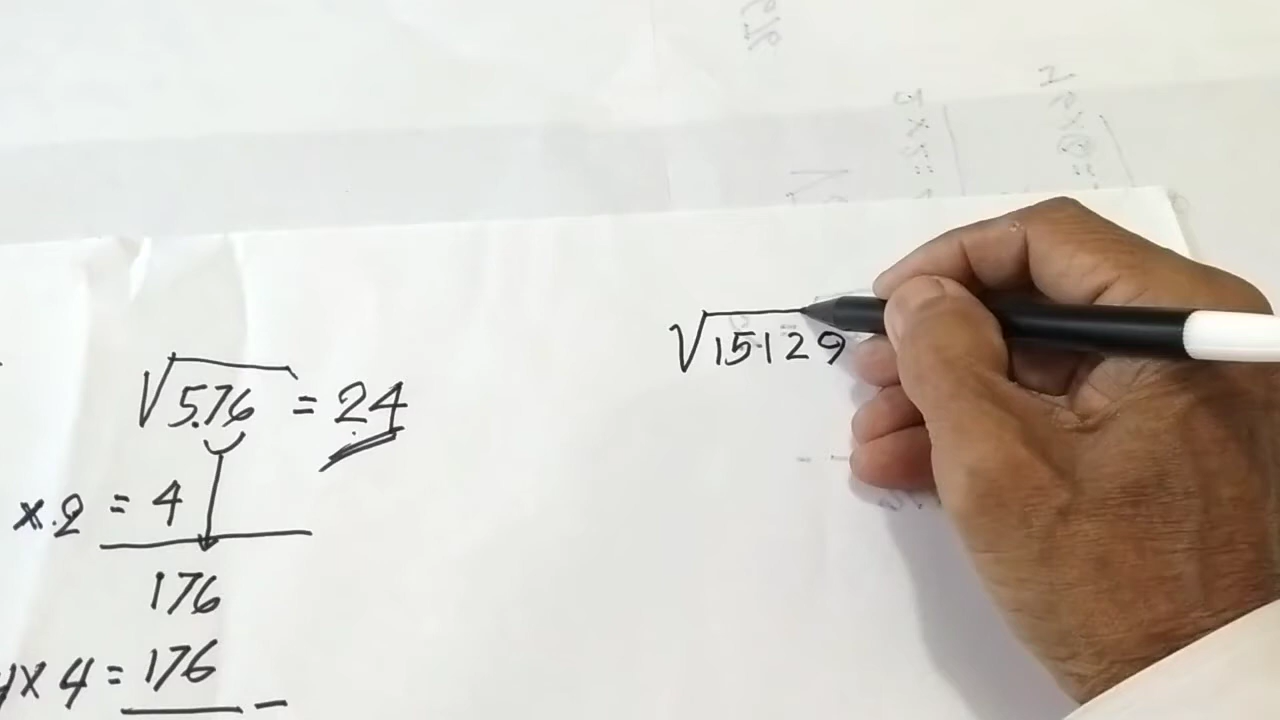 √5.76 = 24
x.2 = 4
176
x 4 = 176
√15129